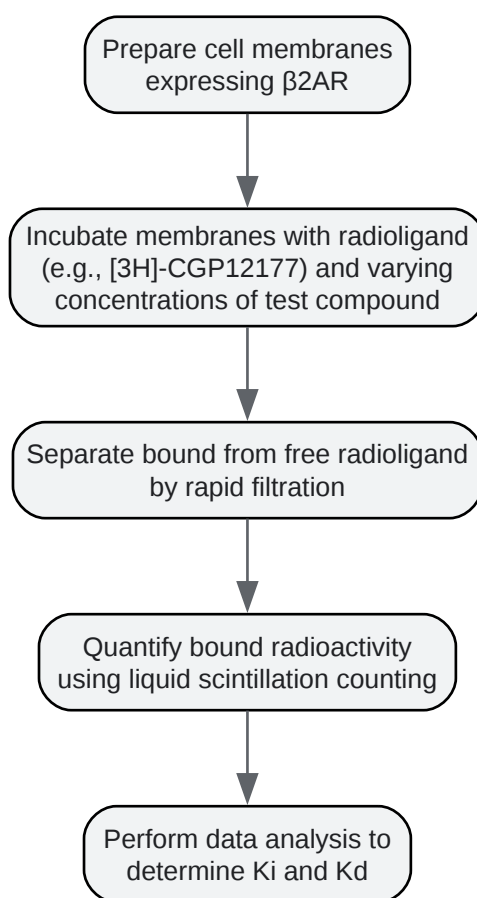 Prepare cell membranes
expressing β2AR
Incubate membranes with radioligand
(e.g., [3H]-CGP12177) and varying
concentrations of test compound
Separate bound from free radioligand
by rapid filtration
Quantify bound radioactivity
using liquid scintillation counting
Perform data analysis to
determine Ki and Kd